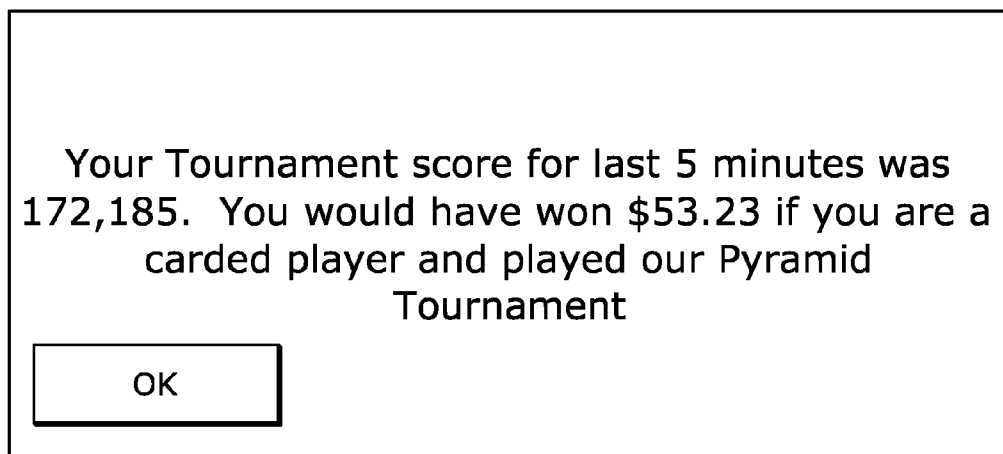 Your Tournament score for last 5 minutes was
172,185.  You would have won $53.23 if you are a
carded player and played our Pyramid
Tournament
OK